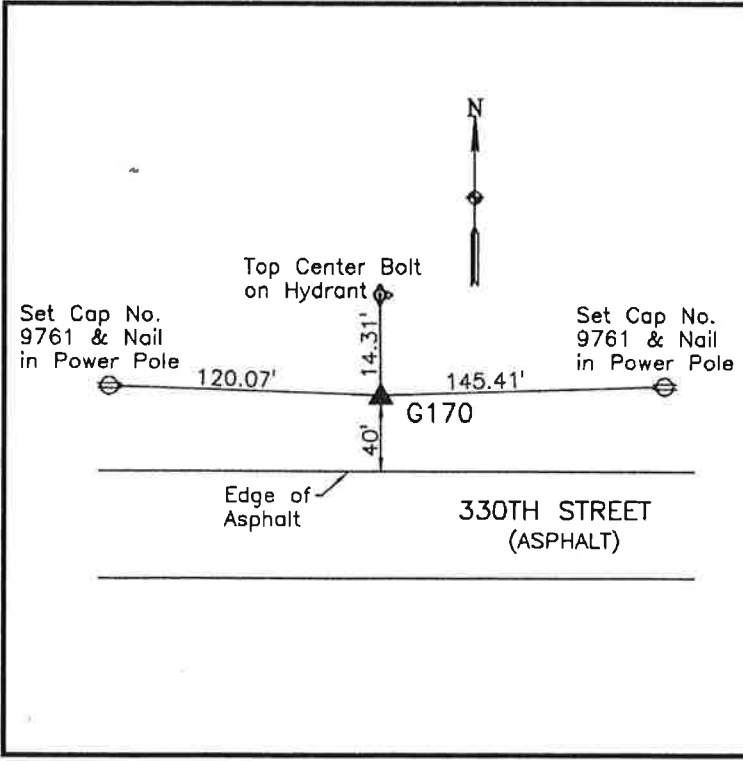 N
Top Center Bolt
on Hydrant
Set Cap No.
9761 & Nail
in Power Pole
Set Cap No.
9761 & Nail
in Power Pole
14.31'
120.07'
145.41'
G170
40'
Edge of
Asphalt
330TH STREET
(ASPHALT)